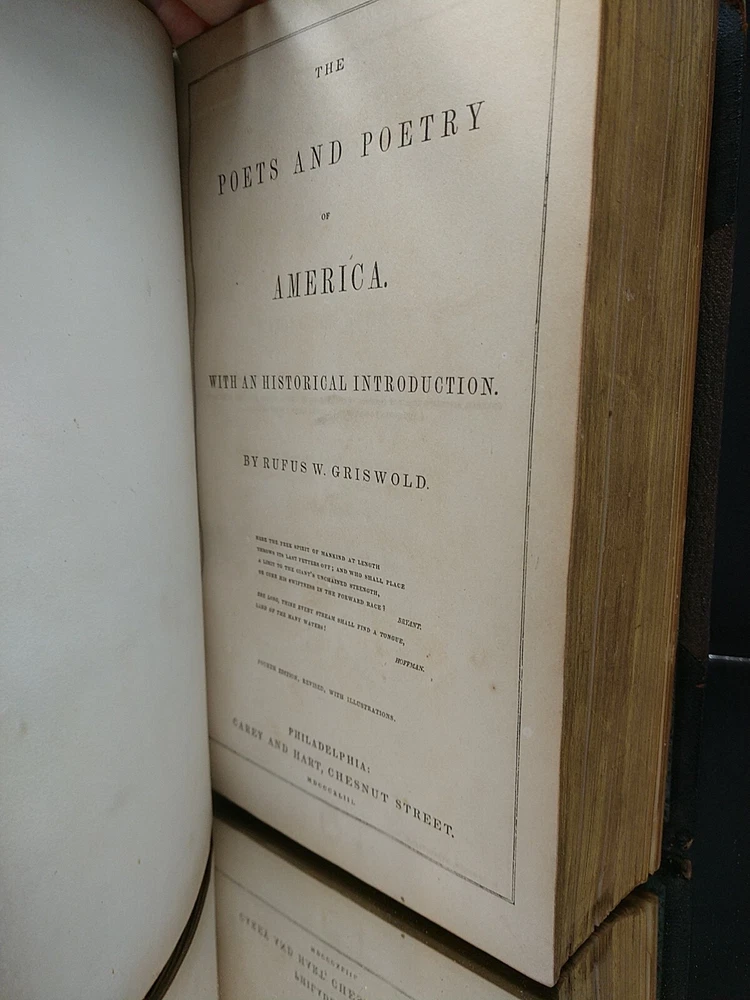 THE
POETS AND POETRY
OF
AMERICA.
WITH AN HISTORICAL INTRODUCTION.
BY RUFUS W. GRISWOLD.
HERE THE FREE SPIRIT OF MANKIND AT LENGTH
THROWS ITS LAST FETTERS OFF; AND WHO SHALL PLACE
A LIMIT TO THE GIANT'S UNCHAINED STRENGTH,
OR CURB HIS SWIFTNESS IN THE FORWARD RACE?
BRYANT.
THINE EVERY STREAM SHALL FIND A TONGUE,
LAND OF THE MANY WATERS!
HOFFMAN.
FOURTH EDITION, REVISED, WITH ILLUSTRATIONS.
PHILADELPHIA:
CAREY AND HART, CHESNUT STREET.
MDCCCXLIII.